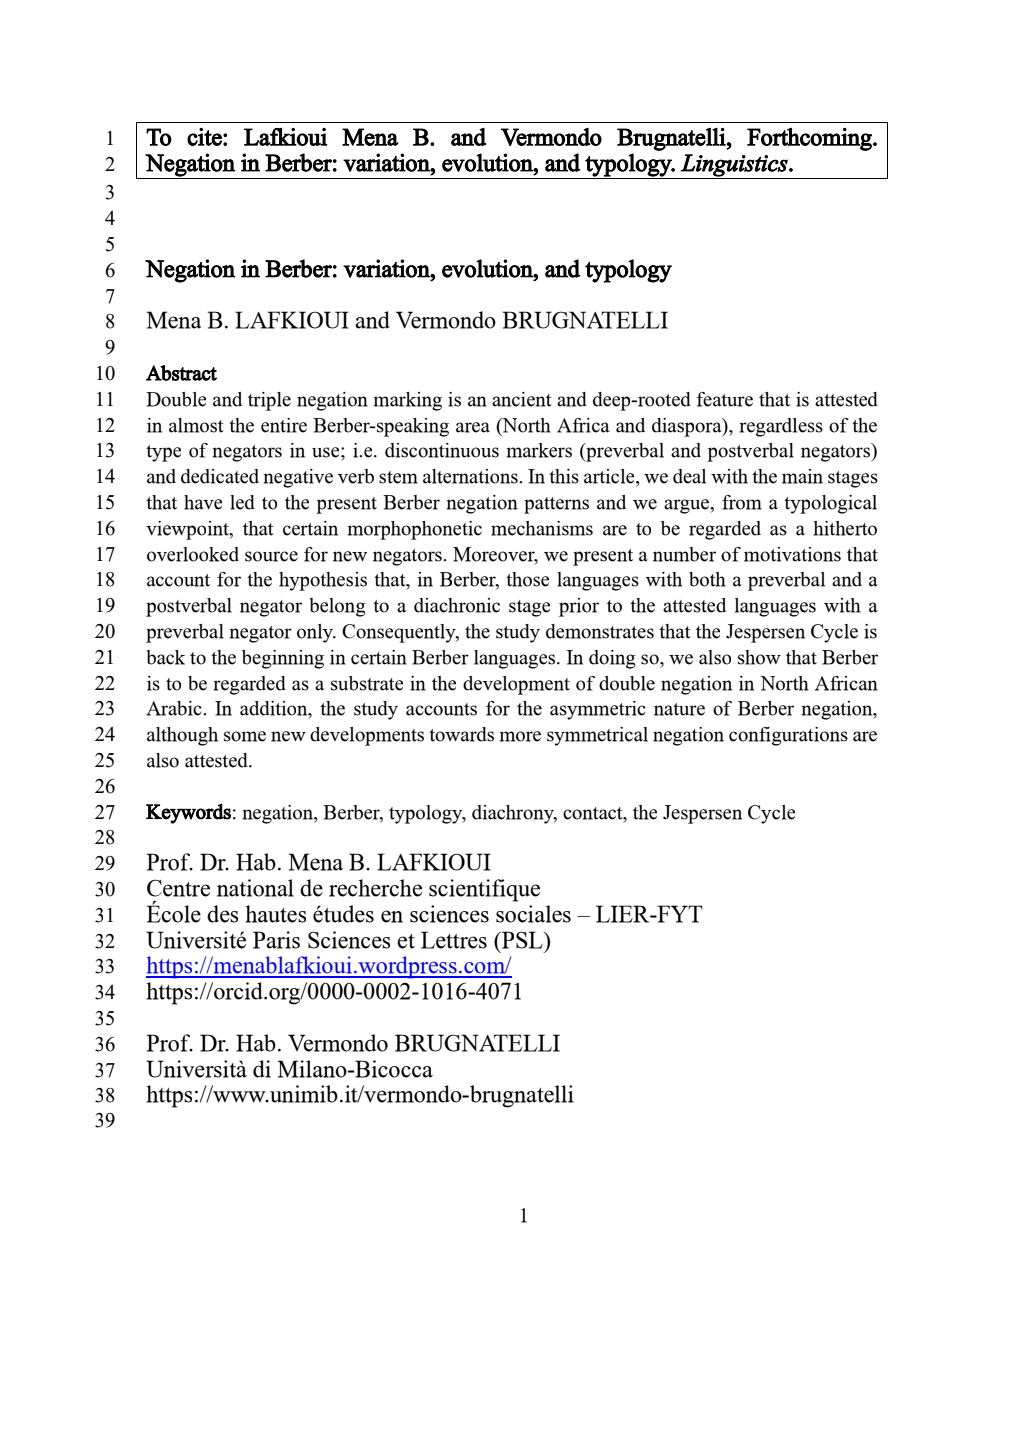 1 To cite: Lafkioui Mena B. and Vermondo Brugnatelli, Forthcoming.
2 Negation in Berber: variation, evolution, and typology. Linguistics.
3
4
5
6 Negation in Berber: variation, evolution, and typology
7
8 Mena B. LAFKIOUI and Vermondo BRUGNATELLI
9
10 Abstract
11 Double and triple negation marking is an ancient and deep-rooted feature that is attested
12 in almost the entire Berber-speaking area (North Africa and diaspora), regardless of the
13 type of negators in use; i.e. discontinuous markers (preverbal and postverbal negators)
14 and dedicated negative verb stem alternations. In this article, we deal with the main stages
15 that have led to the present Berber negation patterns and we argue, from a typological
16 viewpoint, that certain morphophonetic mechanisms are to be regarded as a hitherto
17 overlooked source for new negators. Moreover, we present a number of motivations that
18 account for the hypothesis that, in Berber, those languages with both a preverbal and a
19 postverbal negator belong to a diachronic stage prior to the attested languages with a
20 preverbal negator only. Consequently, the study demonstrates that the Jespersen Cycle is
21 back to the beginning in certain Berber languages. In doing so, we also show that Berber
22 is to be regarded as a substrate in the development of double negation in North African
23 Arabic. In addition, the study accounts for the asymmetric nature of Berber negation,
24 although some new developments towards more symmetrical negation configurations are
25 also attested.
26
27 Keywords: negation, Berber, typology, diachrony, contact, the Jespersen Cycle
28
29 Prof. Dr. Hab. Mena B. LAFKIOUI
30 Centre national de recherche scientifique
31 École des hautes études en sciences sociales – LIER-FYT
32 Université Paris Sciences et Lettres (PSL)
33 https://menablafkioui.wordpress.com/
34 https://orcid.org/0000-0002-1016-4071
35
36 Prof. Dr. Hab. Vermondo BRUGNATELLI
37 Università di Milano-Bicocca
38 https://www.unimib.it/vermondo-brugnatelli
39
1